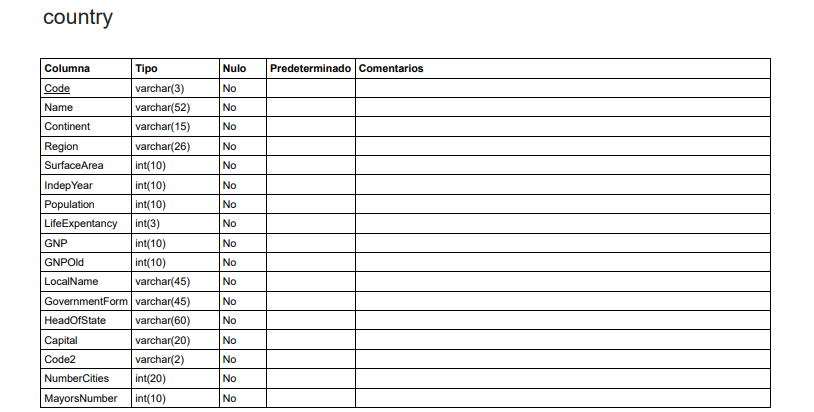 country
Columna Tipo Nulo Predeterminado Comentarios
Code varchar(3) No
Name varchar(52) No
Continent varchar(15) No
Region varchar(26) No
SurfaceArea int(10) No
IndepYear int(10) No
Population int(10) No
LifeExpentancy int(3) No
GNP int(10) No
GNPOld int(10) No
LocalName varchar(45) No
GovernmentForm varchar(45) No
HeadOfState varchar(60) No
Capital varchar(20) No
Code2 varchar(2) No
NumberCities int(20) No
MayorsNumber int(10) No